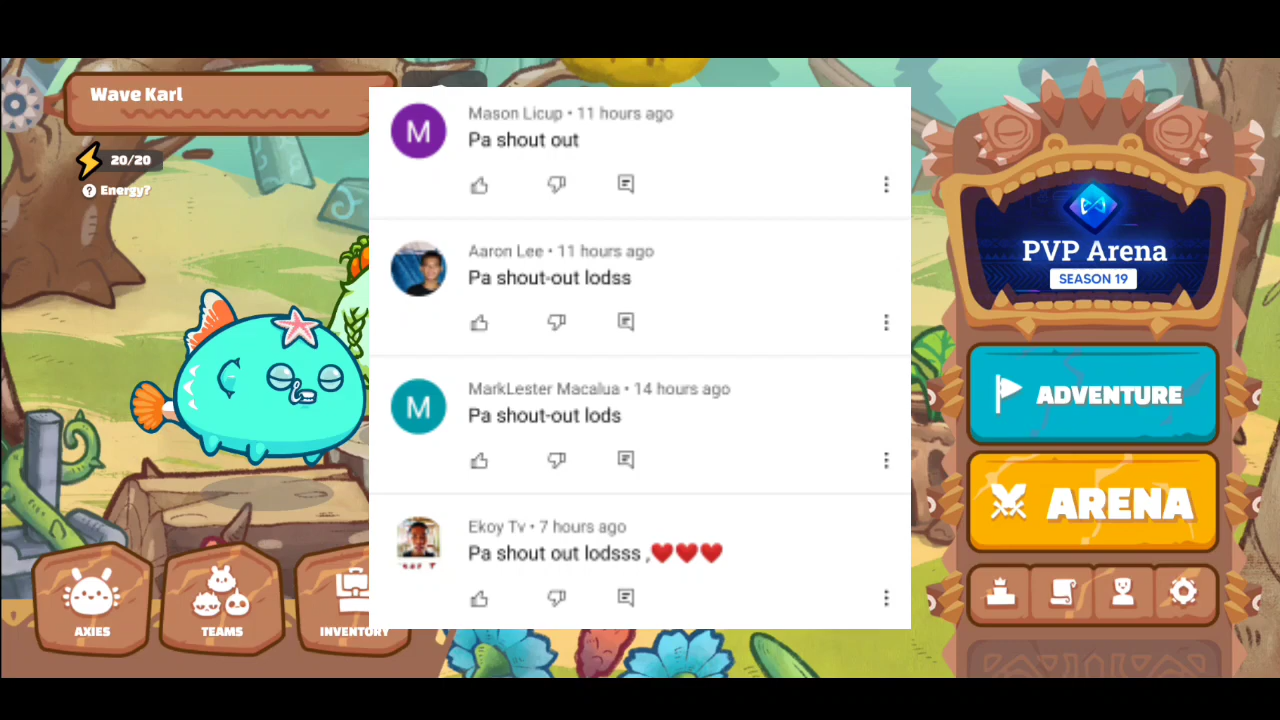 Wave Karl
20/20
? Energy?
Mason Licup • 11 hours ago
Pa shout out
Aaron Lee • 11 hours ago
Pa shout-out lodss
MarkLester Macalua • 14 hours ago
Pa shout-out lods
Ekoy Tv • 7 hours ago
Pa shout out lodsss ,❤️❤️❤️
M
M
PVP Arena
SEASON 19
ADVENTURE
ARENA
AXIES
TEAMS
INVENTORY